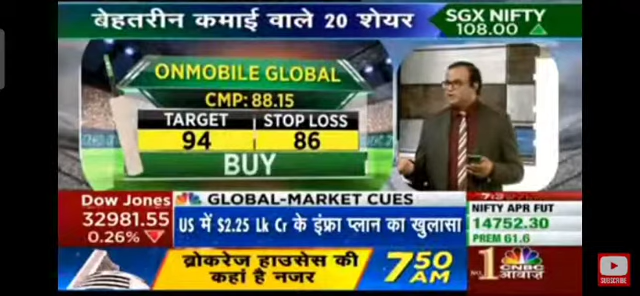 बेहतरीन कमाई वाले 20 शेयर
SGX NIFTY
108.00
ONMOBILE GLOBAL
CMP: 88.15
TARGET
STOP LOSS
94
86
BUY
Dow Jones
32981.55
0.26%
GLOBAL-MARKET CUES
US में $2.25 Lk Cr के इंफ्रा प्लान का खुलासा
NIFTY APR FUT
14752.30
PREM 61.6
ब्रोकरेज हाउसेस की
कहां है नजर
7 50
AM
No. 1
CNBC
आवाज़
SUBSCRIBE